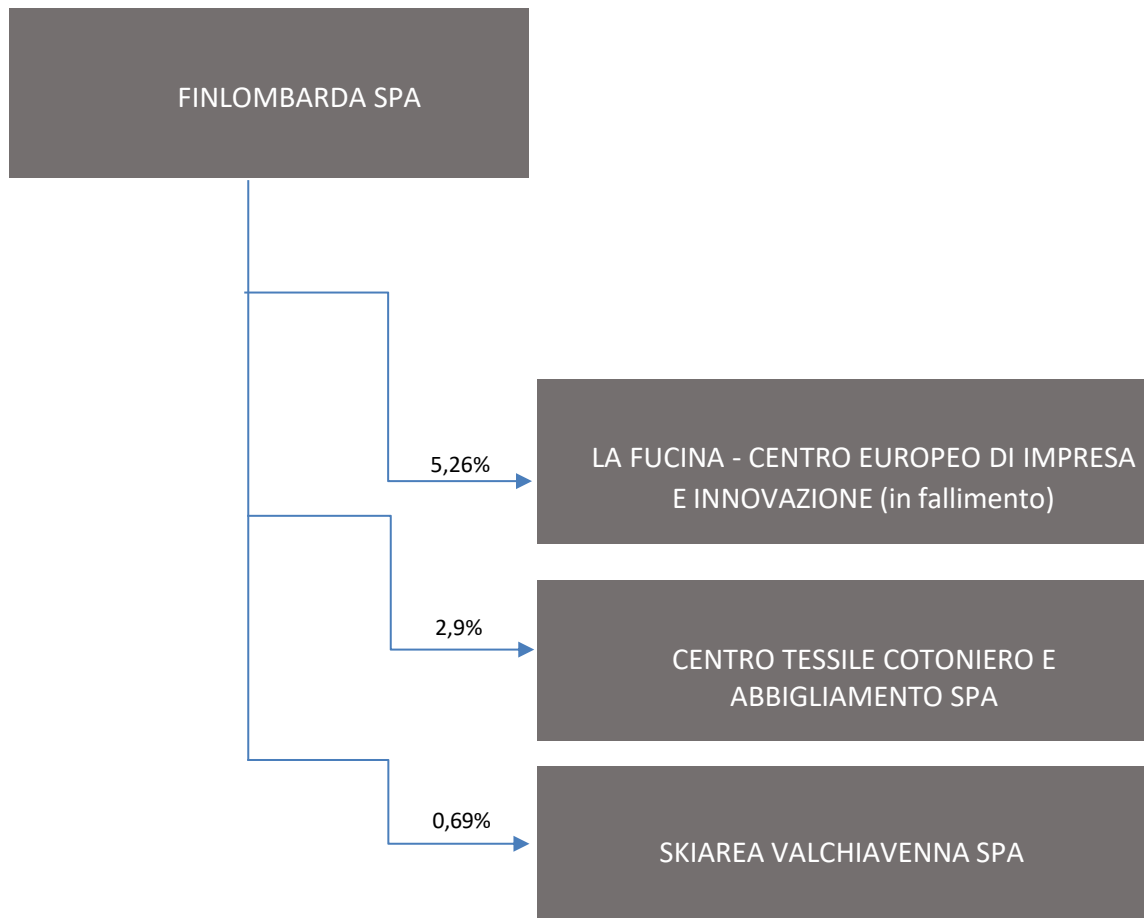 FINLOMBARDA SPA
5,26%
LA FUCINA - CENTRO EUROPEO DI IMPRESA
E INNOVAZIONE (in fallimento)
2,9%
CENTRO TESSILE COTONIERO E
ABBIGLIAMENTO SPA
0,69%
SKIAREA VALCHIAVENNA SPA